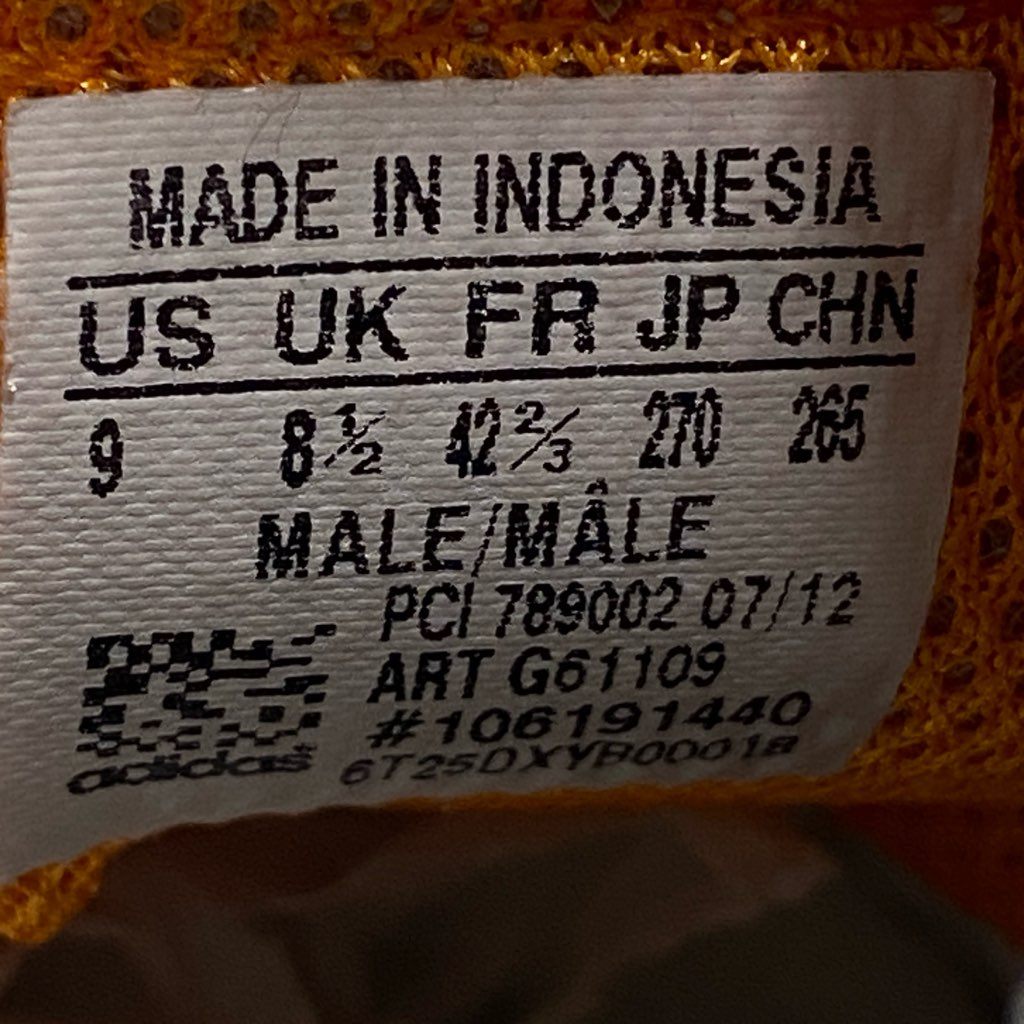 MADE IN INDONESIA
US UK FR JP CHN
9 8½ 42⅔ 270 265
MALE/MÂLE
PCI 789002 07/12
ART G61109
#106191440
adidas 6T25DXYB00018